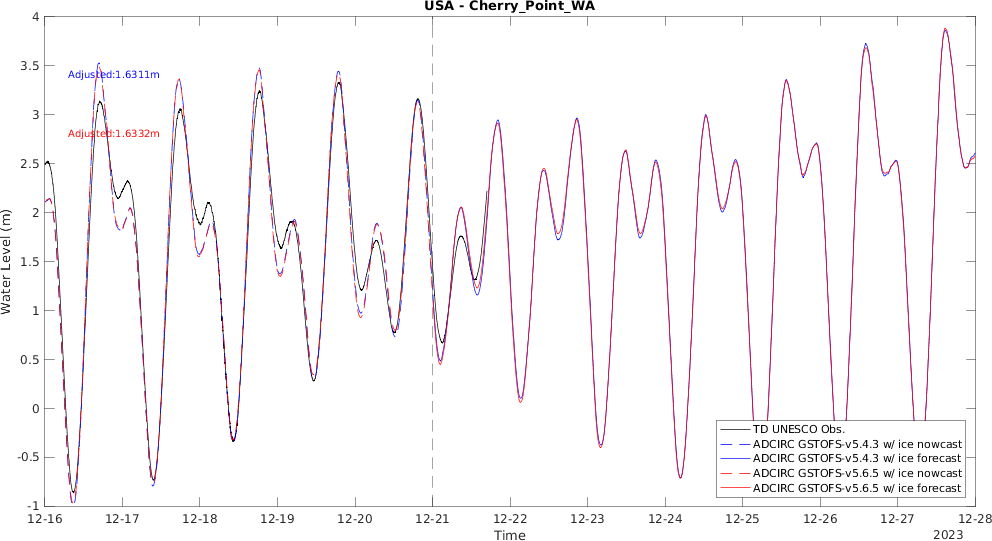 USA - Cherry_Point_WA
4
3.5
3
2.5
2
1.5
1
0.5
0
-0.5
-1
Water Level (m)
Adjusted:1.6311m
Adjusted:1.6332m
TD UNESCO Obs.
ADCIRC GSTOFS-v5.4.3 w/ ice nowcast
ADCIRC GSTOFS-v5.4.3 w/ ice forecast
ADCIRC GSTOFS-v5.6.5 w/ ice nowcast
ADCIRC GSTOFS-v5.6.5 w/ ice forecast
12-16 12-17 12-18 12-19 12-20 12-21 12-22 12-23 12-24 12-25 12-26 12-27 12-28
Time
2023